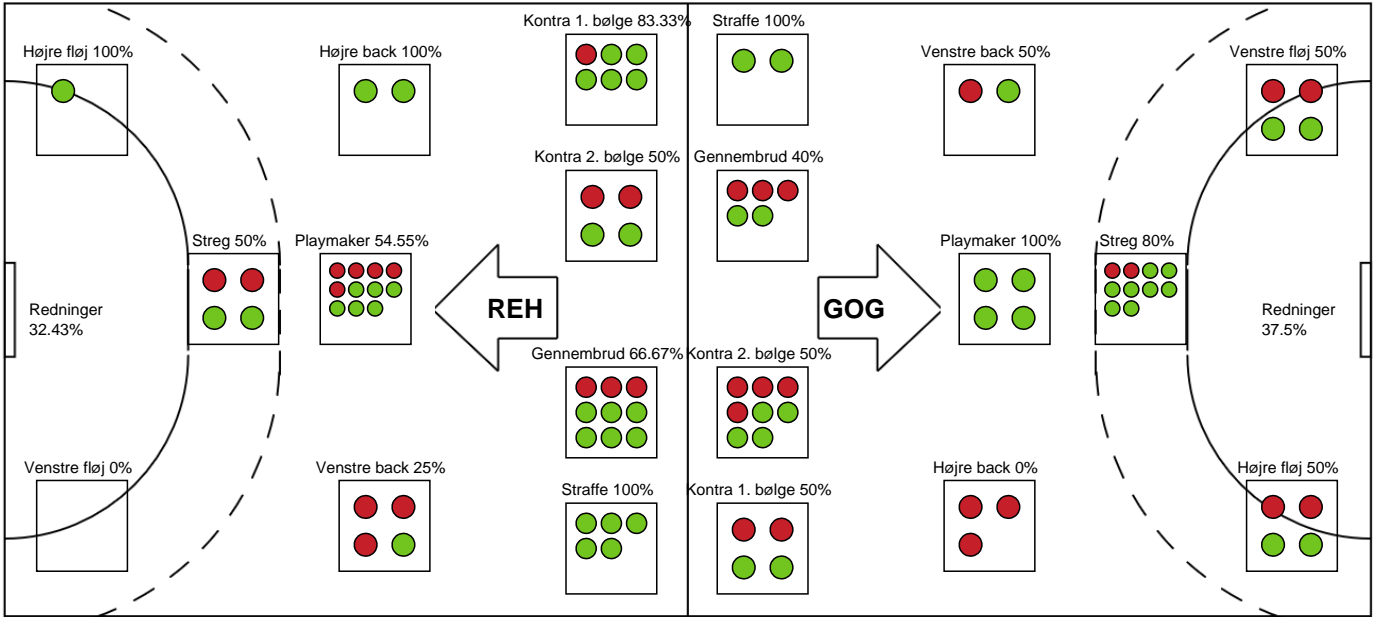 Kontra 1. bølge 83.33%
Straffe 100%
Højre fløj 100%
Højre back 100%
Venstre back 50%
Venstre fløj 50%
Kontra 2. bølge 50%
Gennembrud 40%
Streg 50%
Playmaker 54.55%
Playmaker 100%
Streg 80%
Redninger
32.43%
REH
GOG
Redninger
37.5%
Gennembrud 66.67%
Kontra 2. bølge 50%
Venstre fløj 0%
Venstre back 25%
Højre back 0%
Højre fløj 50%
Straffe 100%
Kontra 1. bølge 50%